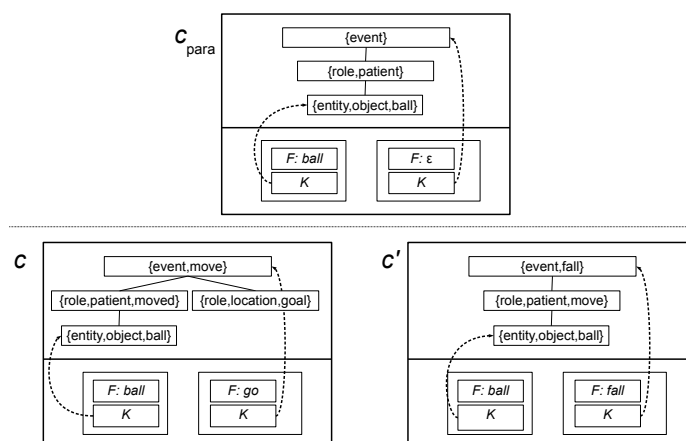 C para
{event}
{role,patient}
{entity,object,ball}
F: ball F: ε
K K
C C'
{event,move} {event,fall}
{role,patient,moved} {role,location,goal} {role,patient,move}
{entity,object,ball} {entity,object,ball}
F: ball F: go F: ball F: fall
K K K K